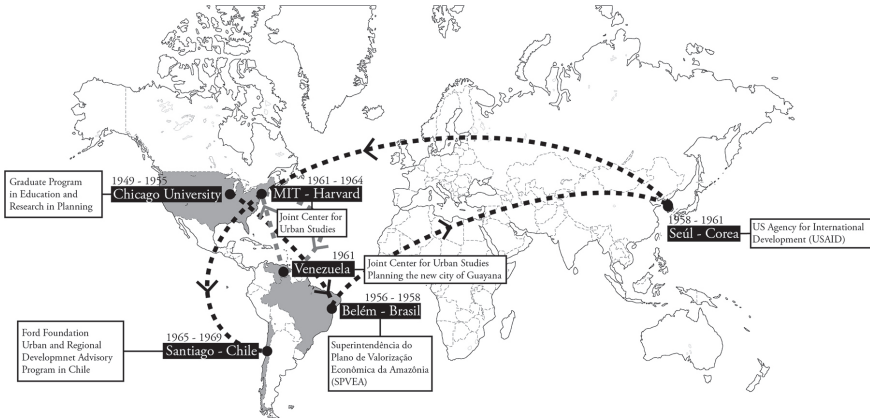 1949 - 1955
Chicago University
Graduate Program
in Education and
Research in Planning
1961 - 1964
MIT - Harvard
Joint Center for
Urban Studies
1958 - 1961
Seúl - Corea
US Agency for International
Development (USAID)
1961
Venezuela
Joint Center for Urban Studies
Planning the new city of Guayana
1956 - 1958
Belém - Brasil
Superintendência do
Plano de Valorização
Econômica da Amazônia
(SPVEA)
1965 - 1969
Santiago - Chile
Ford Foundation
Urban and Regional
Developmnet Advisory
Program in Chile